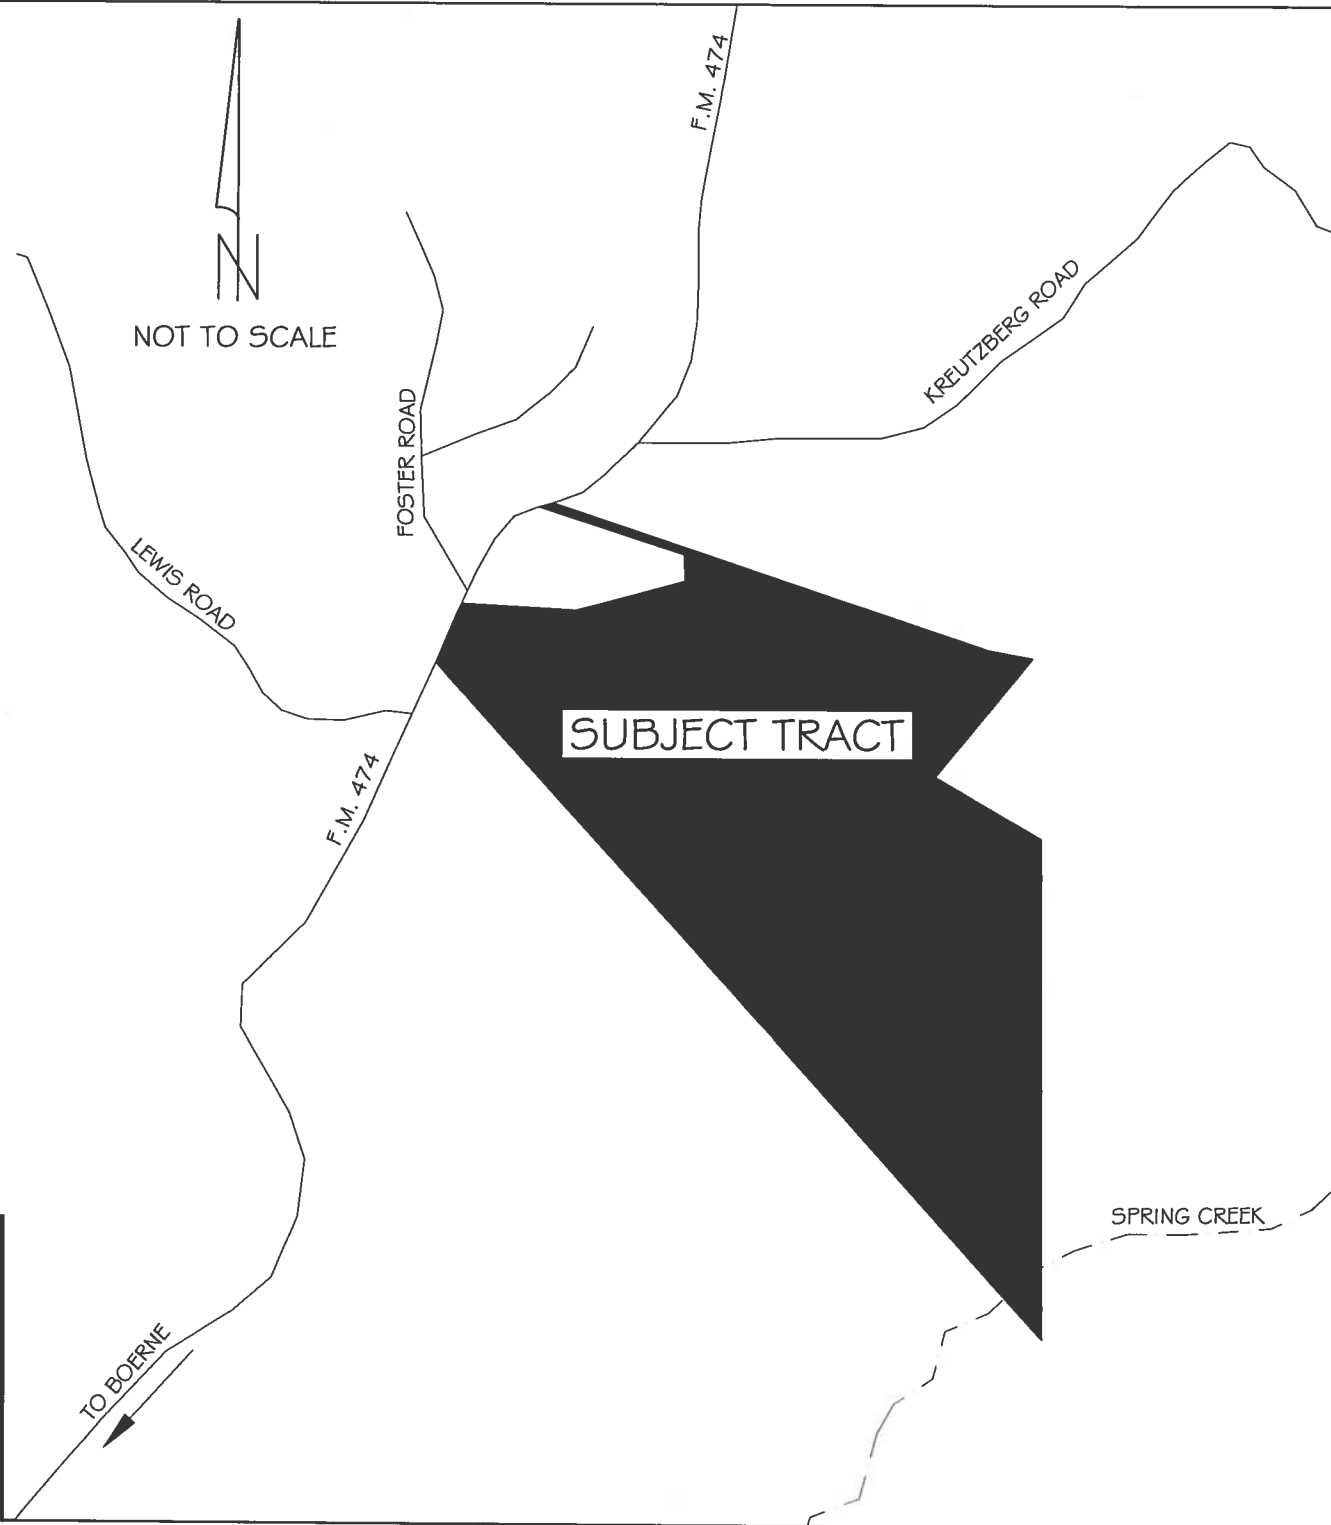 F.M. 474
N
NOT TO SCALE
KREUTZBERG ROAD
FOSTER ROAD
LEWIS ROAD
SUBJECT TRACT
F.M. 474
SPRING CREEK
TO BOERNE